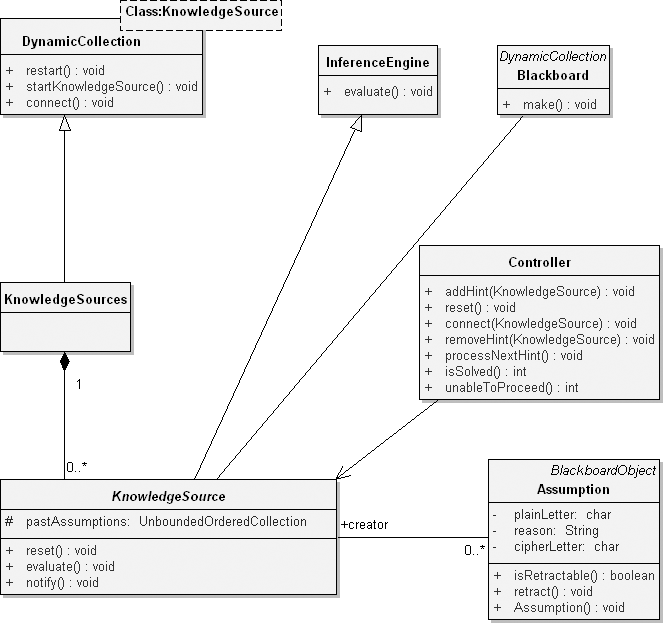 Class:KnowledgeSource
DynamicCollection
+ restart() : void
+ startKnowledgeSource() : void
+ connect() : void
InferenceEngine
+ evaluate() : void
DynamicCollection
Blackboard
+ make() : void
Controller
+ addHint(KnowledgeSource) : void
+ reset() : void
+ connect(KnowledgeSource) : void
+ removeHint(KnowledgeSource) : void
+ processNextHint() : void
+ isSolved() : int
+ unableToProceed() : int
KnowledgeSources
1
0..*
KnowledgeSource
# pastAssumptions: UnboundedOrderedCollection
+ reset() : void
+ evaluate() : void
+ notify() : void
+creator
0..*
BlackboardObject
Assumption
- plainLetter: char
- reason: String
- cipherLetter: char
+ isRetractable() : boolean
+ retract() : void
+ Assumption() : void